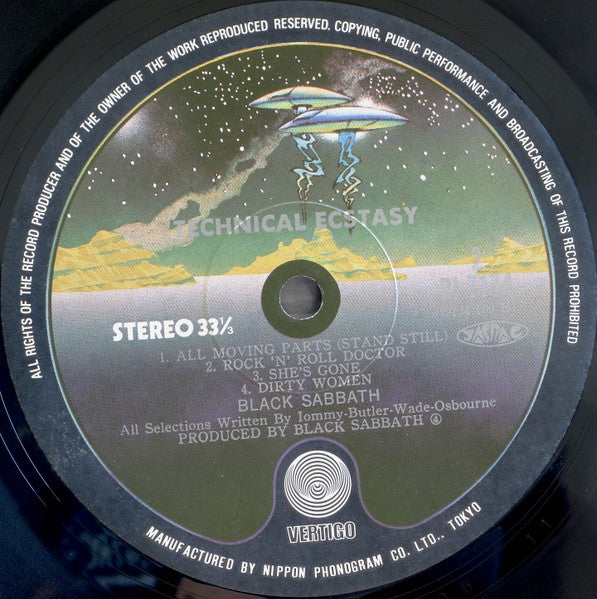 ALL RIGHTS OF THE RECORD PRODUCER AND OF THE OWNER OF THE WORK REPRODUCED RESERVED. COPYING, PUBLIC PERFORMANCE AND BROADCASTING OF THIS RECORD PROHIBITED
TECHNICAL ECSTASY
2
STEREO 33⅓
1. ALL MOVING PARTS (STAND STILL)
2. ROCK 'N' ROLL DOCTOR
3. SHE'S GONE
4. DIRTY WOMEN
BLACK SABBATH
All Selections Written By Iommy-Butler-Wade-Osbourne
PRODUCED BY BLACK SABBATH ④
VERTIGO
MANUFACTURED BY NIPPON PHONOGRAM CO. LTD., TOKYO